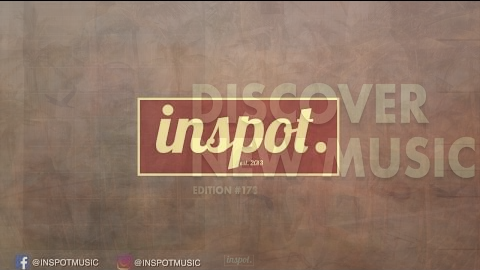 DISCOVER
inspot.
NEW MUSIC
est. 2013
EDITION #173
@INSPOTMUSIC @INSPOTMUSIC
inspot.